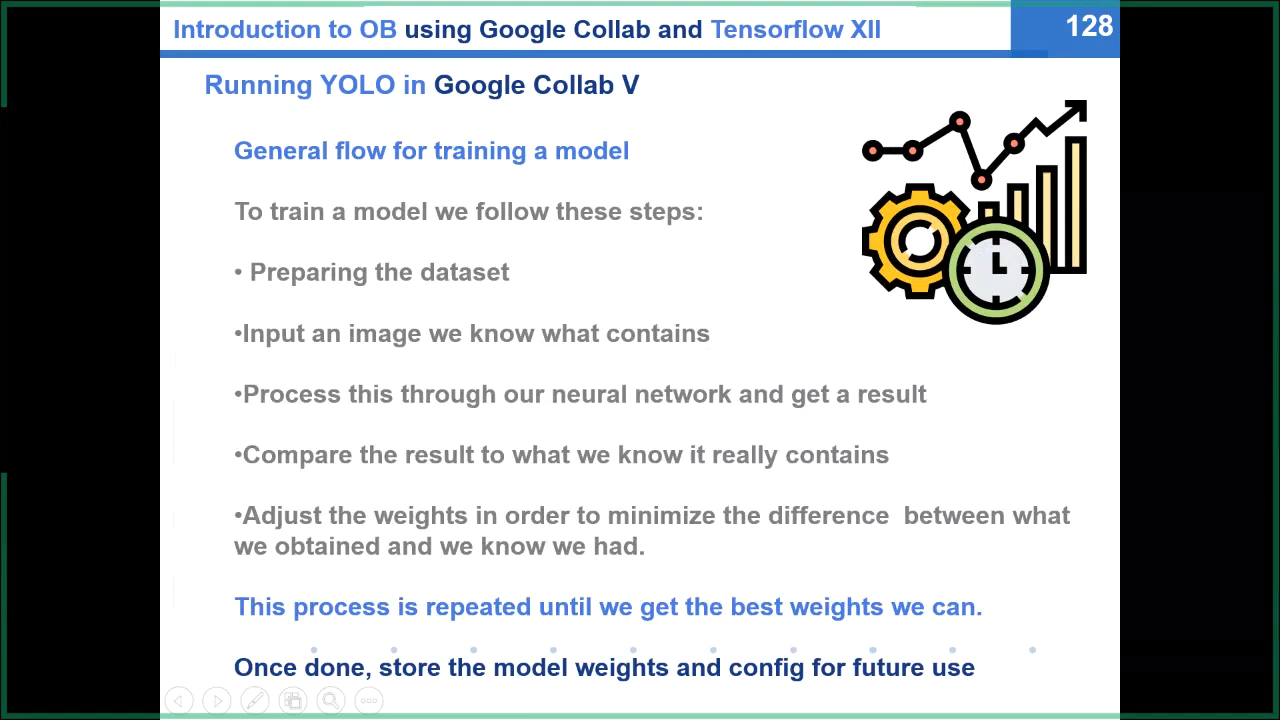 Introduction to OB using Google Collab and Tensorflow XII
128
Running YOLO in Google Collab V
General flow for training a model
To train a model we follow these steps:
• Preparing the dataset
•Input an image we know what contains
•Process this through our neural network and get a result
•Compare the result to what we know it really contains
•Adjust the weights in order to minimize the difference  between what
we obtained and we know we had.
This process is repeated until we get the best weights we can.
Once done, store the model weights and config for future use